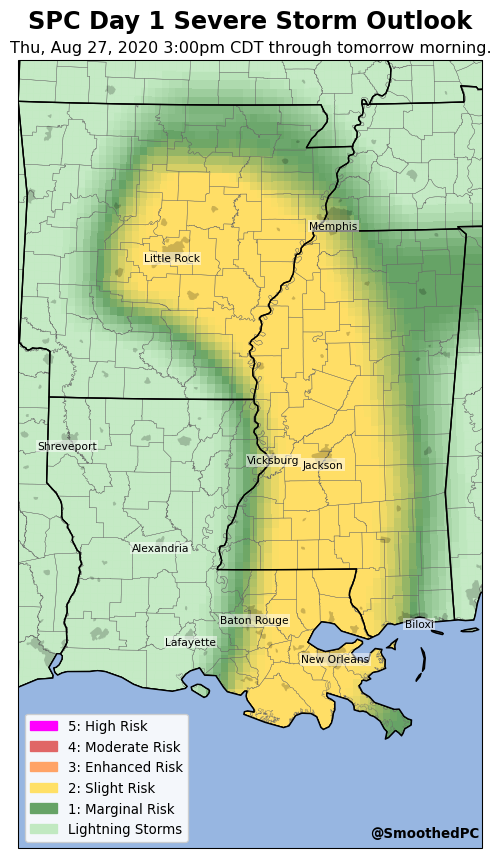 SPC Day 1 Severe Storm Outlook
Thu, Aug 27, 2020 3:00pm CDT through tomorrow morning.
Memphis
Little Rock
Shreveport
Vicksburg
Jackson
Alexandria
Baton Rouge
Biloxi
Lafayette
New Orleans
5: High Risk
4: Moderate Risk
3: Enhanced Risk
2: Slight Risk
1: Marginal Risk
Lightning Storms
@SmoothedPC